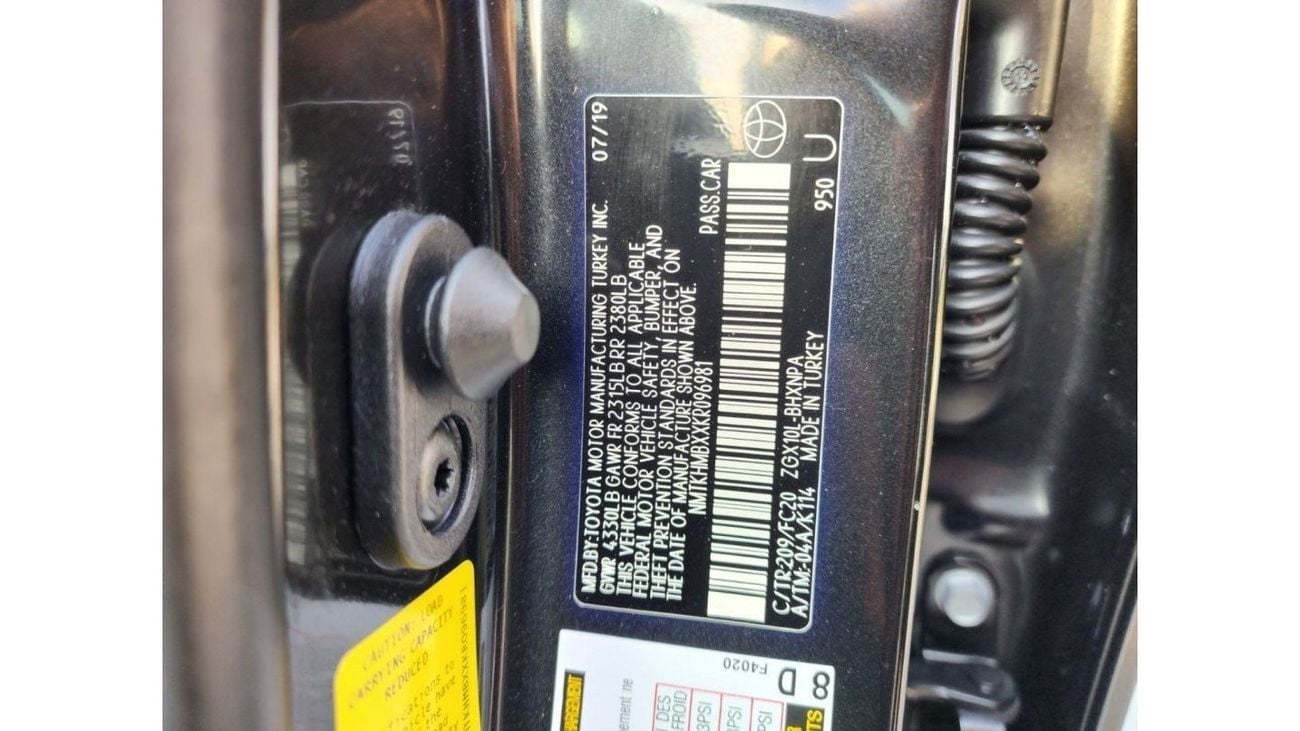 MFD.BY:TOYOTA MOTOR MANUFACTURING TURKEY INC. 07/19
GVWR 4330LB GAWR FR 2315LB RR 2380LB
THIS VEHICLE CONFORMS TO ALL APPLICABLE
FEDERAL MOTOR VEHICLE SAFETY, BUMPER, AND
THEFT PREVENTION STANDARDS IN EFFECT ON
THE DATE OF MANUFACTURE SHOWN ABOVE.
NMTKHMBXXKR096981 PASS.CAR
C/TR:209/FC20 ZGX10L-BHXNPA 950 U
A/TM:-04A/K114 MADE IN TURKEY
CAUTION: LOAD
CARRYING CAPACITY
REDUCED
F4020
8
D